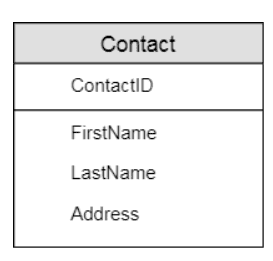 Contact
ContactID
FirstName
LastName
Address